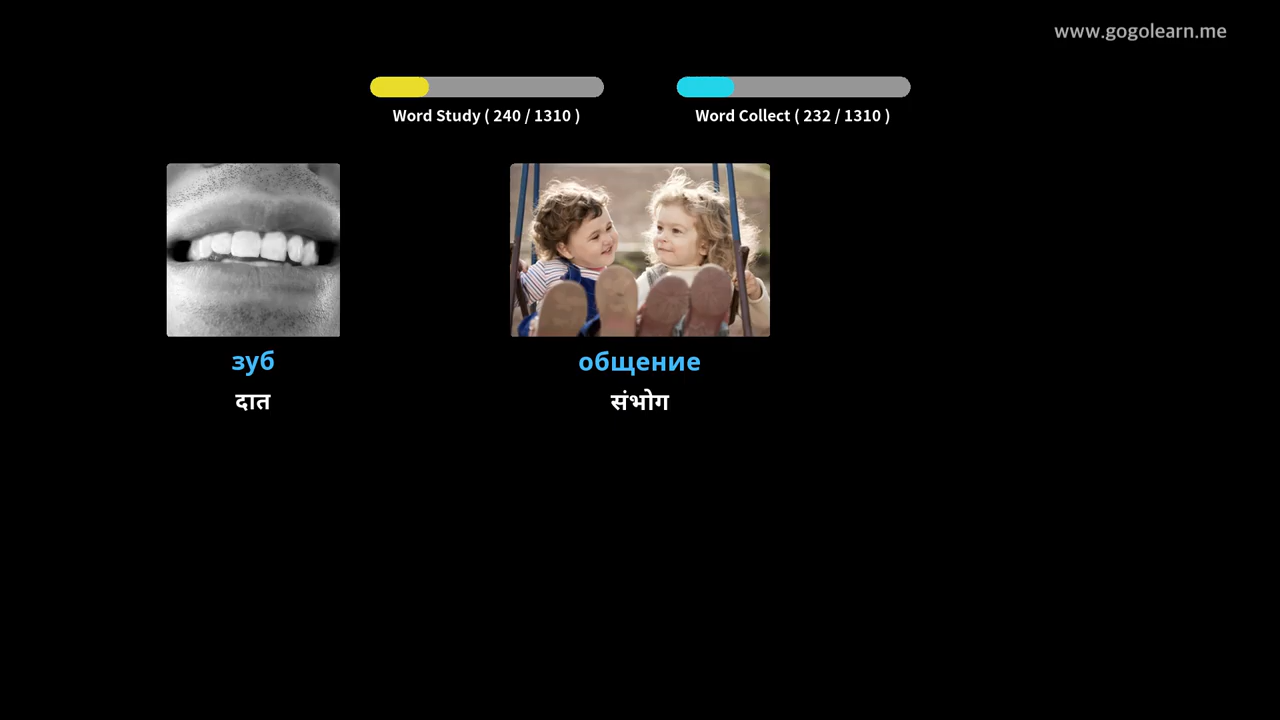 www.gogolearn.me
Word Study ( 240 / 1310 )
Word Collect ( 232 / 1310 )
зуб
दात
общение
संभोग